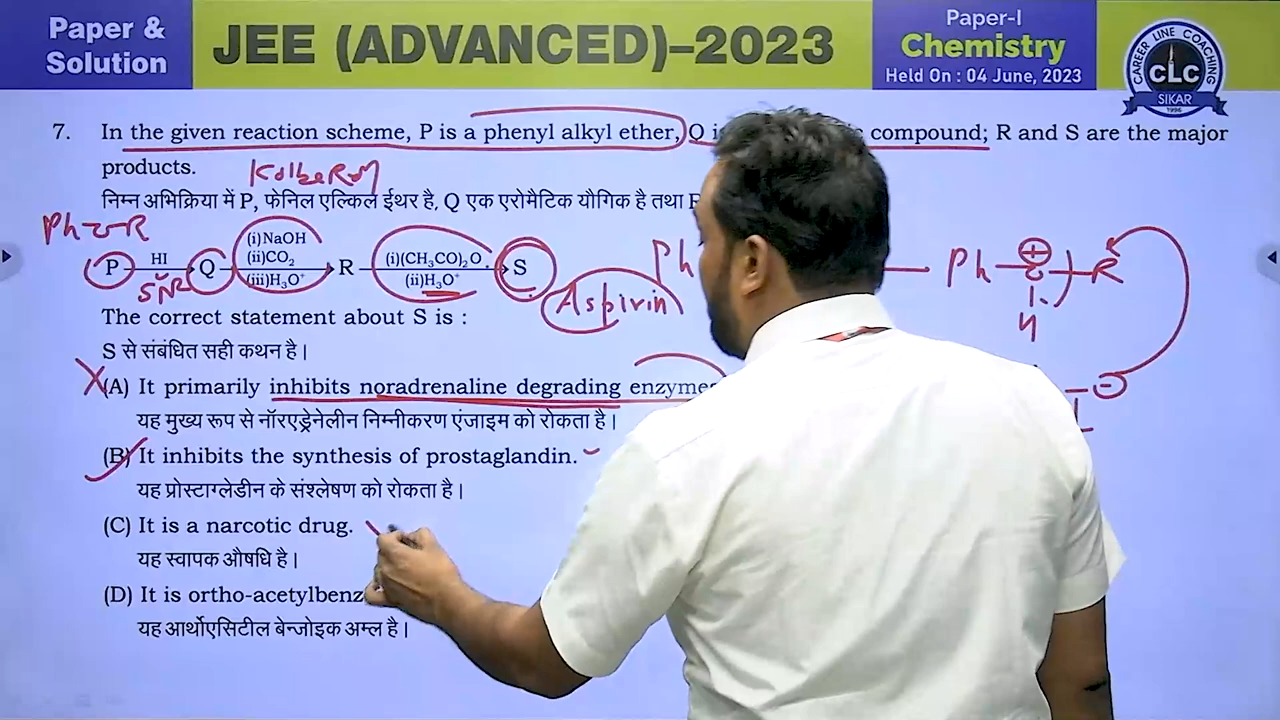 Paper &
Solution
JEE (ADVANCED)–2023
Paper-I
Chemistry
Held On : 04 June, 2023
CAREER LINE COACHING
CLC
SIKAR
1996
7. In the given reaction scheme, P is a phenyl alkyl ether, Q compound; R and S are the major
products.
निम्न अभिक्रिया में P, फेनिल एल्किल ईथर है, Q एक एरोमैटिक यौगिक है तथा
(i)NaOH
(ii)CO₂
(iii)H₃O⁺
P HI Q R (i)(CH₃CO)₂O S
(ii)H₃O⁺
SN2
Aspirin
Ph
Ph
R
The correct statement about S is :
S से संबंधित सही कथन है।
(A) It primarily inhibits noradrenaline degrading enzymes
यह मुख्य रूप से नॉरएड्रेनेलीन निम्नीकरण एंजाइम को रोकता है।
(B) It inhibits the synthesis of prostaglandin.
यह प्रोस्टाग्लेडीन के संश्लेषण को रोकता है।
(C) It is a narcotic drug.
यह स्वापक औषधि है।
(D) It is
यह आर्थोएसिटील बेन्जोइक अम्ल है।